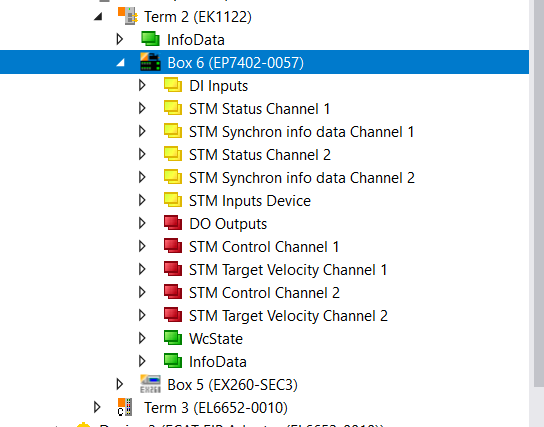 Term 2 (EK1122)
InfoData
Box 6 (EP7402-0057)
DI Inputs
STM Status Channel 1
STM Synchron info data Channel 1
STM Status Channel 2
STM Synchron info data Channel 2
STM Inputs Device
DO Outputs
STM Control Channel 1
STM Target Velocity Channel 1
STM Control Channel 2
STM Target Velocity Channel 2
WcState
InfoData
Box 5 (EX260-SEC3)
Term 3 (EL6652-0010)